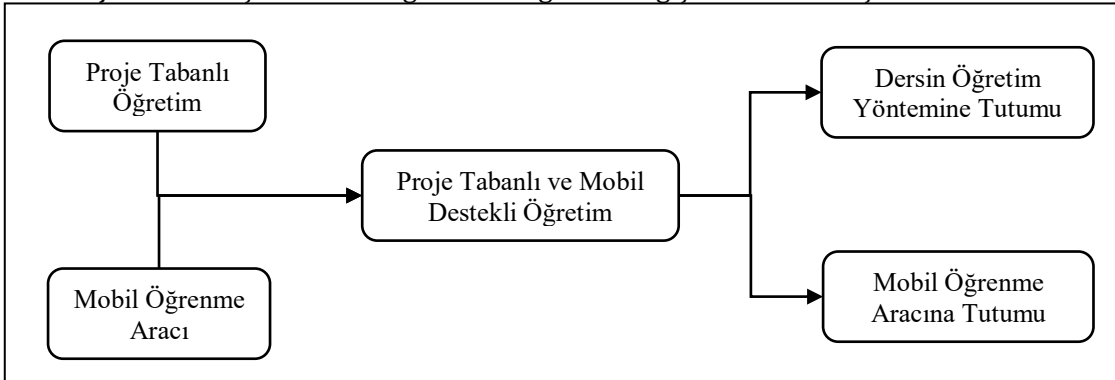 Proje Tabanlı
Öğretim
Mobil Öğrenme
Aracı
Proje Tabanlı ve Mobil
Destekli Öğretim
Dersin Öğretim
Yöntemine Tutumu
Mobil Öğrenme
Aracına Tutumu